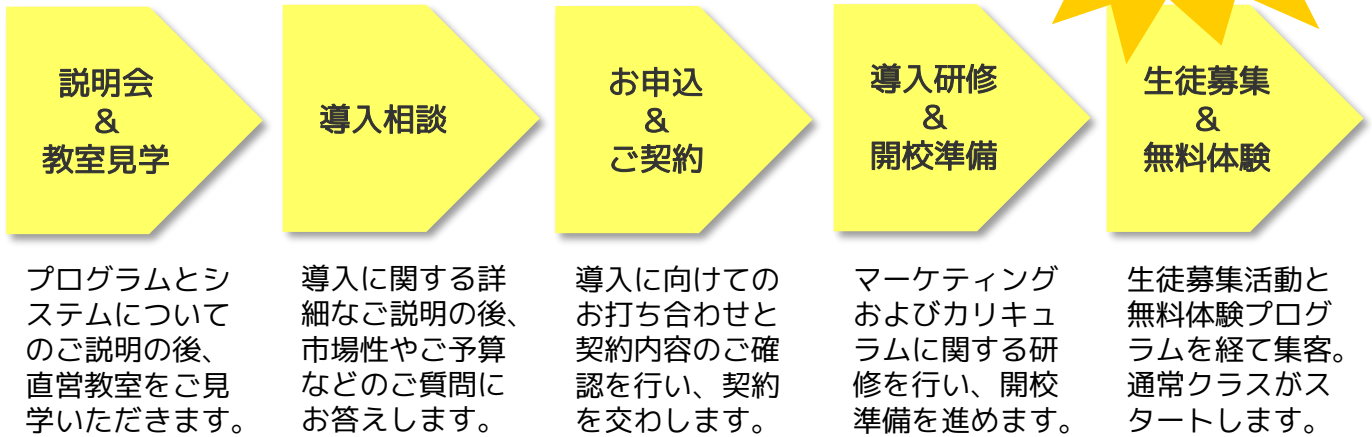 説明会
&
教室見学
導入相談
お申込
&
ご契約
導入研修
&
開校準備
生徒募集
&
無料体験
プログラムとシ
ステムについて
のご説明の後、
直営教室をご見
学いただきます。
導入に関する詳
細なご説明の後、
市場性やご予算
などのご質問に
お答えします。
導入に向けての
お打ち合わせと
契約内容のご確
認を行い、契約
を交わします。
マーケティング
およびカリキュ
ラムに関する研
修を行い、開校
準備を進めます。
生徒募集活動と
無料体験プログ
ラムを経て集客。
通常クラスがス
タートします。